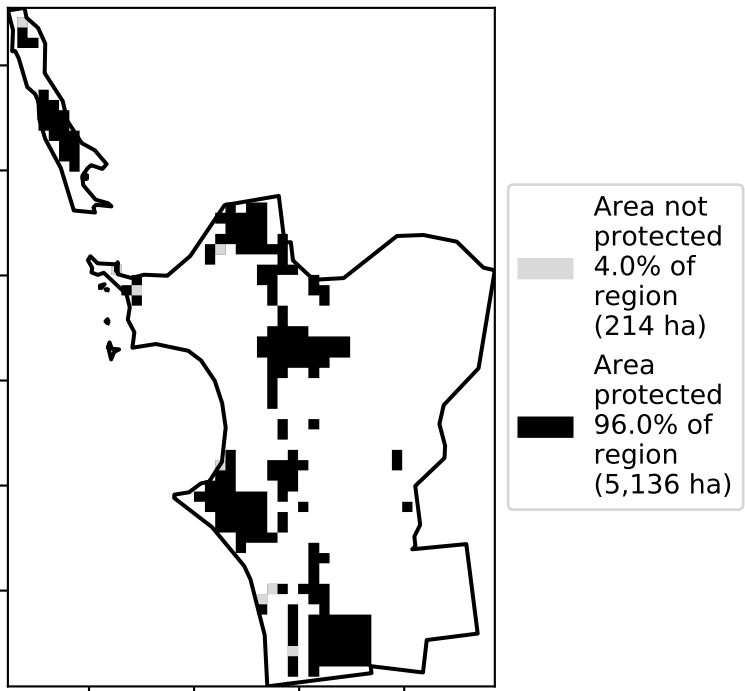 Area not
protected
4.0% of
region
(214 ha)
Area
protected
96.0% of
region
(5,136 ha)